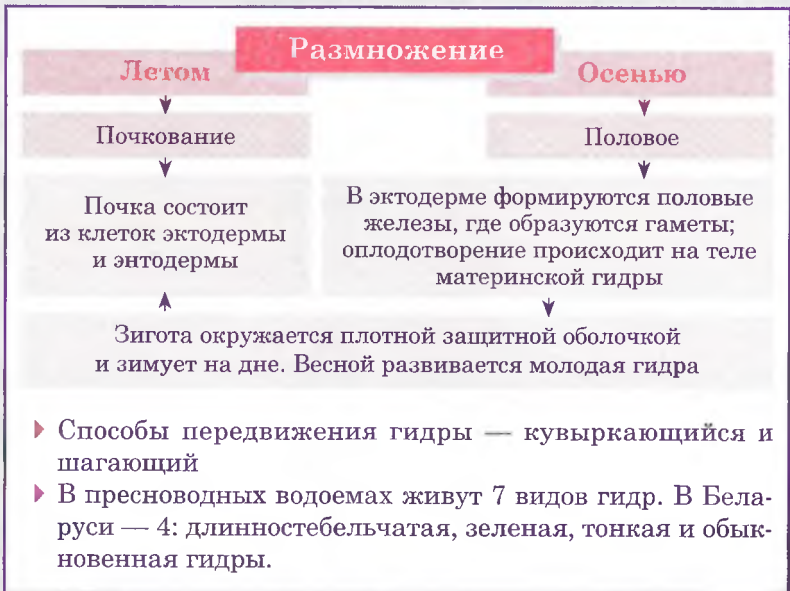 Размножение
Летом
Осенью
Почкование
Половое
Почка состоит
из клеток эктодермы
и энтодермы
В эктодерме формируются половые
железы, где образуются гаметы;
оплодотворение происходит на теле
материнской гидры
Зигота окружается плотной защитной оболочкой
и зимует на дне. Весной развивается молодая гидра
Способы передвижения гидры — кувыркающийся и
шагающий
В пресноводных водоемах живут 7 видов гидр. В Бела-
руси — 4: длинностебельчатая, зеленая, тонкая и обык-
новенная гидры.